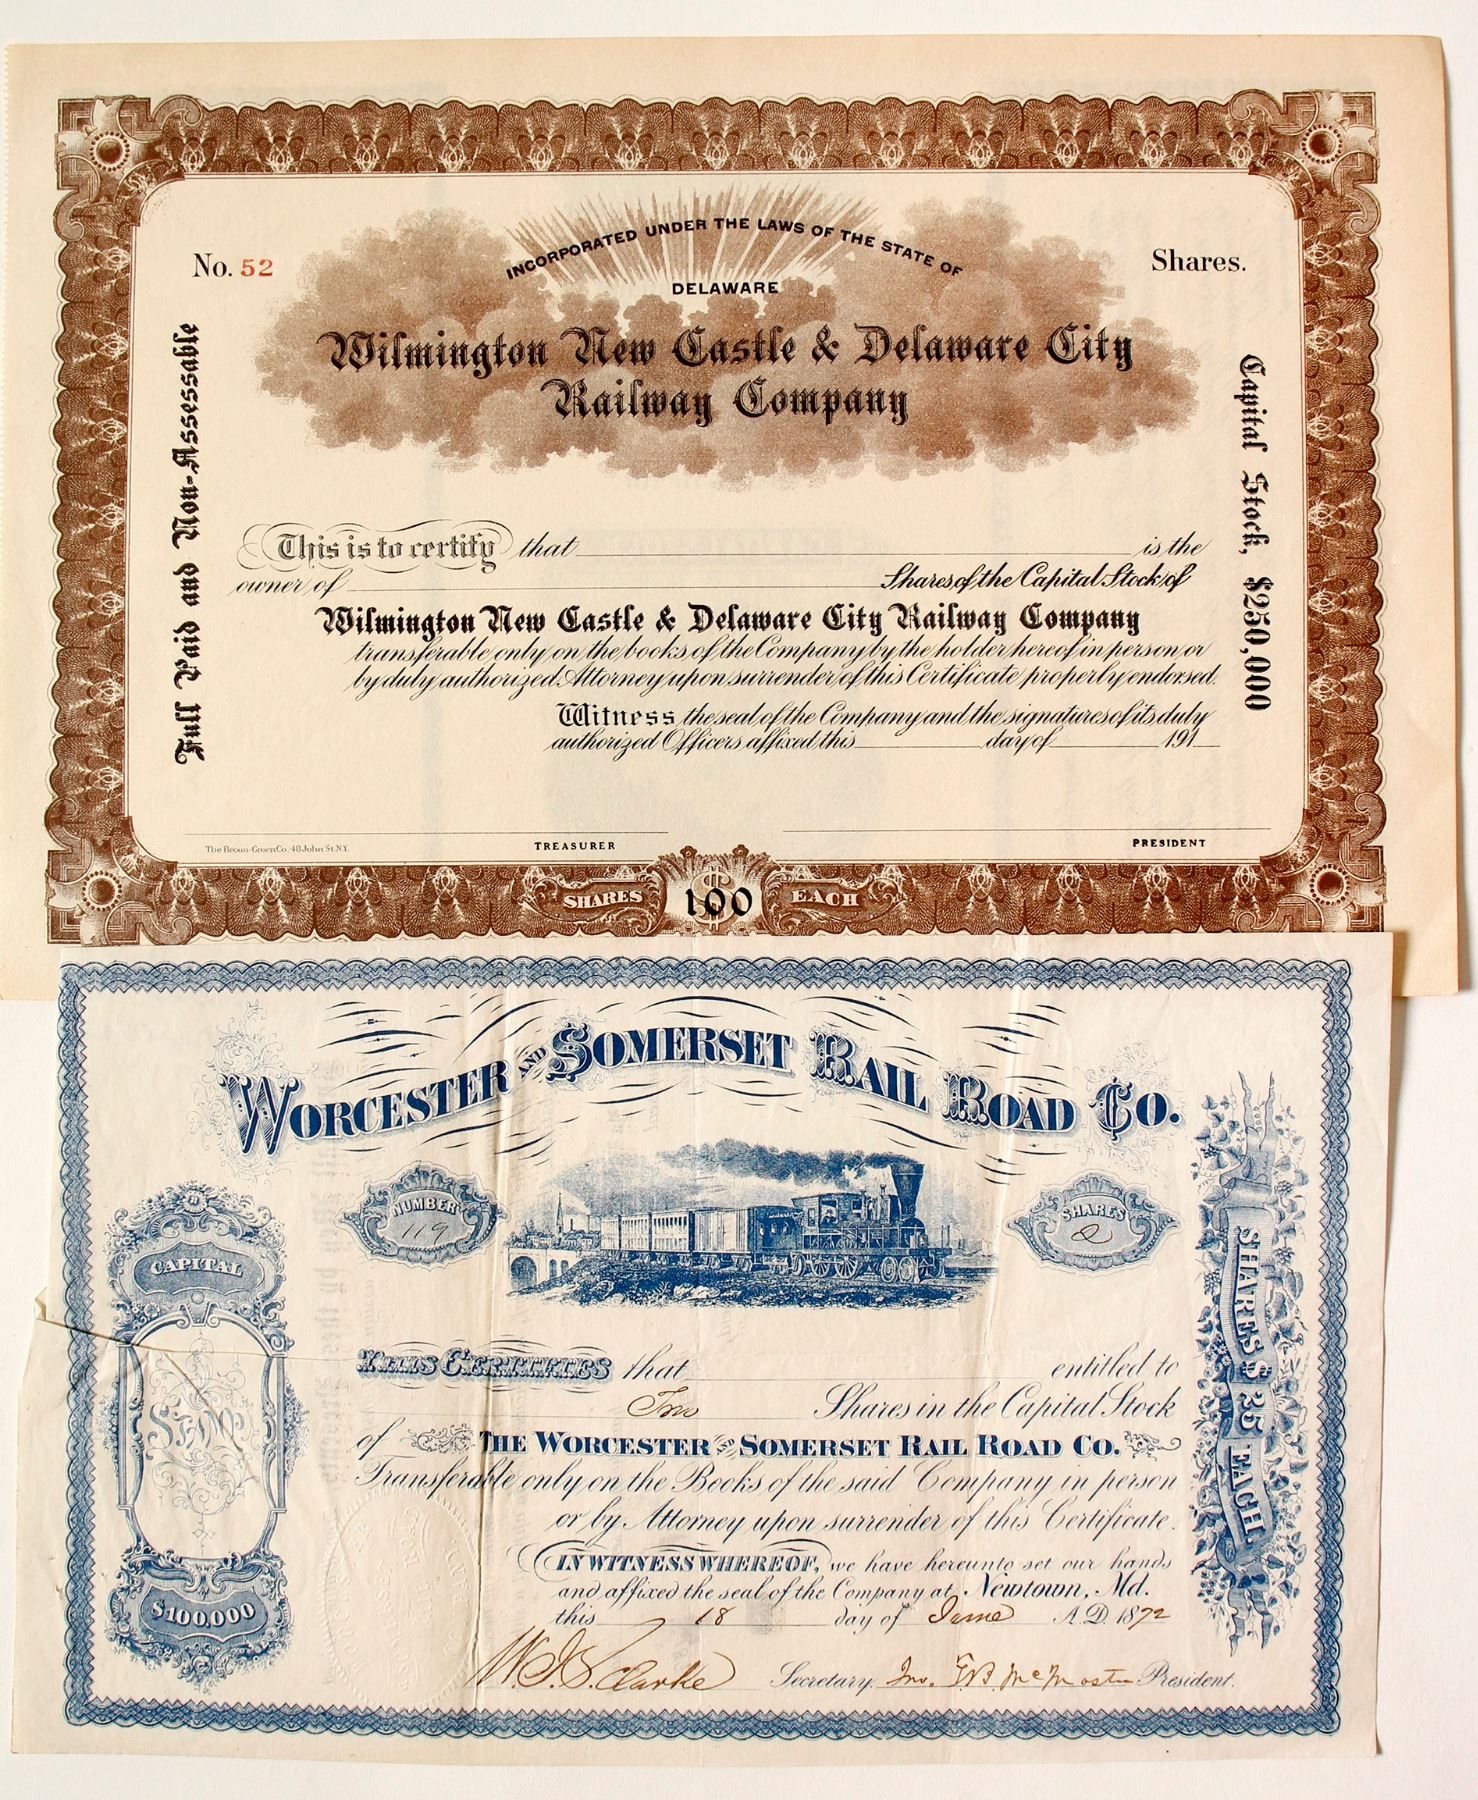 INCORPORATED UNDER THE LAWS OF THE STATE OF
DELAWARE
No. 52
Shares.
Wilmington New Castle & Delaware City
Railway Company
Full Paid and Non-Assessable
Capital Stock, $250,000
This is to certify that is the
owner of Shares of the Capital Stock of
Wilmington New Castle & Delaware City Railway Company
transferable only on the books of the Company by the holder hereof in person or
by duly authorized Attorney upon surrender of this Certificate properly endorsed.
Witness the seal of the Company and the signatures of its duly
authorized Officers affixed this day of 191
The Broun-Green Co. 48 John St. N.Y.
TREASURER
PRESIDENT
SHARES $100 EACH
WORCESTER AND SOMERSET RAIL ROAD CO.
NUMBER
119
SHARES
2
CAPITAL
STAMP
$100,000
SHARES $25 EACH.
THIS CERTIFIES that entitled to
Two Shares in the Capital Stock
of THE WORCESTER AND SOMERSET RAIL ROAD CO.
Transferable only on the Books of the said Company in person
or by Attorney upon surrender of this Certificate.
IN WITNESS WHEREOF, we have hereunto set our hands
and affixed the seal of the Company at Newtown, Md.
this 18 day of June A.D. 1872
W. J. S. Clarke Secretary. Jno. T. B. McMaster President.